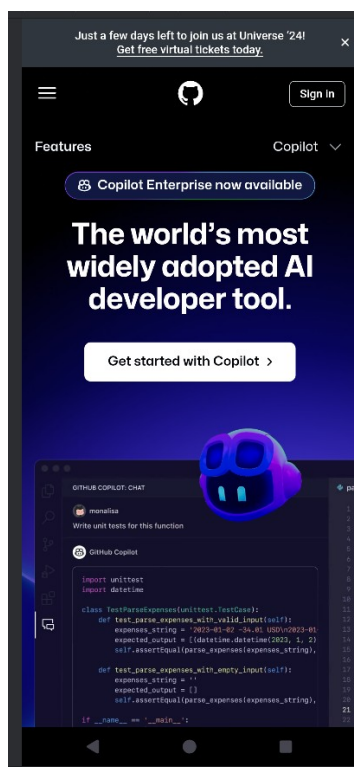 Just a few days left to join us at Universe '24!
Get free virtual tickets today.
×
Sign in
Features
Copilot
Copilot Enterprise now available
The world's most
widely adopted AI
developer tool.
Get started with Copilot >
GITHUB COPILOT: CHAT
pa
monalisa
Write unit tests for this function
GitHub Copilot
import unittest
import datetime
class TestParseExpenses(unittest.TestCase):
def test_parse_expenses_with_valid_input(self):
expenses_string = '2023-01-02 -34.01 USD\n2023-01
expected_output = [(datetime.datetime(2023, 1, 2)
self.assertEqual(parse_expenses(expenses_string),
def test_parse_expenses_with_empty_input(self):
expenses_string = ''
expected_output = []
self.assertEqual(parse_expenses(expenses_string),
if __name__ == '__main__':
21